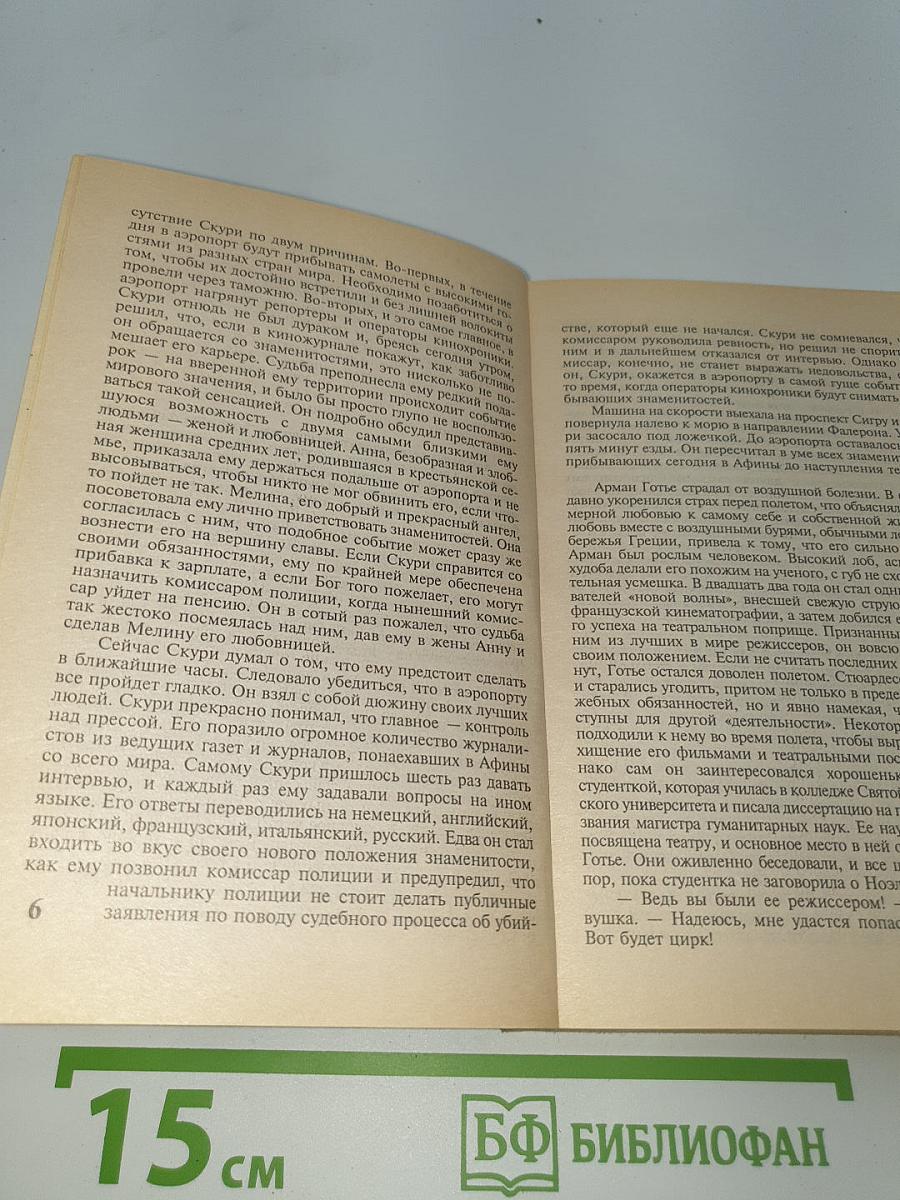 сутствие Скури по двум причинам. Во-первых, в течение
дня в аэропорт будут прибывать самолеты с высокими го-
стями из разных стран мира. Необходимо позаботиться о
том, чтобы их достойно встретили и без лишней волокиты
провели через таможню. Во-вторых, и это самое главное, в
аэропорт нагрянут репортеры и операторы кинохроники.
Скури отнюдь не был дураком и, бреясь сегодня утром,
решил, что, если в киножурнале покажут, как заботливо
он обращается со знаменитостями, это нисколько не по-
мешает его карьере. Судьба преподнесла ему редкий пода-
рок — на вверенной ему территории происходит событие
мирового значения, и было бы просто глупо не воспользо-
ваться такой сенсацией. Он подробно обсудил представив-
шуюся возможность с двумя самыми близкими ему
людьми — женой и любовницей. Анна, безобразная и злоб-
ная женщина средних лет, родившаяся в крестьянской се-
мье, приказала ему держаться подальше от аэропорта и не
высовываться, чтобы никто не мог обвинить его, если что-
то пойдет не так. Мелина, его добрый и прекрасный ангел,
посоветовала ему лично приветствовать знаменитостей. Она
согласилась с ним, что подобное событие может сразу же
вознести его на вершину славы. Если Скури справится со
своими обязанностями, ему по крайней мере обеспечена
прибавка к зарплате, а если Бог того пожелает, его могут
назначить комиссаром полиции, когда нынешний комис-
сар уйдет на пенсию. Он в сотый раз пожалел, что судьба
так жестоко посмеялась над ним, дав ему в жены Анну и
сделав Мелину его любовницей.
Сейчас Скури думал о том, что ему предстоит сделать
в ближайшие часы. Следовало убедиться, что в аэропорту
все пройдет гладко. Он взял с собой дюжину своих лучших
людей. Скури прекрасно понимал, что главное — контроль
над прессой. Его поразило огромное количество журнали-
стов из ведущих газет и журналов, понаехавших в Афины
со всего мира. Самому Скури пришлось шесть раз давать
интервью, и каждый раз ему задавали вопросы на ином
языке. Его ответы переводились на немецкий, английский,
японский, французский, итальянский, русский. Едва он стал
входить во вкус своего нового положения знаменитости,
как ему позвонил комиссар полиции и предупредил, что
начальнику полиции не стоит делать публичные
заявления по поводу судебного процесса об убий-
6
стве, который еще не начался. Скури не сомневался, ч
комиссаром руководила ревность, но решил не спорит
ним и в дальнейшем отказался от интервью. Однако
миссар, конечно, не станет выражать недовольства,
он, Скури, окажется в аэропорту в самой гуще событ
то время, когда операторы кинохроники будут снимать
бывающих знаменитостей.
Машина на скорости выехала на проспект Сигру и
повернула налево к морю в направлении Фалерона. У
ри засосало под ложечкой. До аэропорта оставалось
пять минут езды. Он пересчитал в уме всех знаменит
прибывающих сегодня в Афины до наступления те
Арман Готье страдал от воздушной болезни. В
давно укоренился страх перед полетом, что объяснял
мерной любовью к самому себе и собственной жи
любовь вместе с воздушными бурями, обычными л
бережья Греции, привела к тому, что его сильно
Арман был рослым человеком. Высокий лоб, ас
худоба делали его похожим на ученого, с губ не схо
тельная усмешка. В двадцать два года он стал одни
вателей «новой волны», внесшей свежую струю
французской кинематографии, а затем добился е
го успеха на театральном поприще. Признанны
ним из лучших в мире режиссеров, он вовсю
своим положением. Если не считать последних
нут, Готье остался доволен полетом. Стюардес
и старались угодить, притом не только в преде
жебных обязанностей, но и явно намекая, ч
ступны для другой «деятельности». Некотор
подходили к нему во время полета, чтобы выр
хищение его фильмами и театральными пос
нако сам он заинтересовался хорошеньк
студенткой, которая училась в колледже Святой
ского университета и писала диссертацию на п
звания магистра гуманитарных наук. Ее нау
посвящена театру, и основное место в ней о
Готье. Они оживленно беседовали, и все ш
пор, пока студентка не заговорила о Ноэл
— Ведь вы были ее режиссером! —
вушка. — Надеюсь, мне удастся попас
Вот будет цирк!
15 см
БФ БИБЛИОФАН